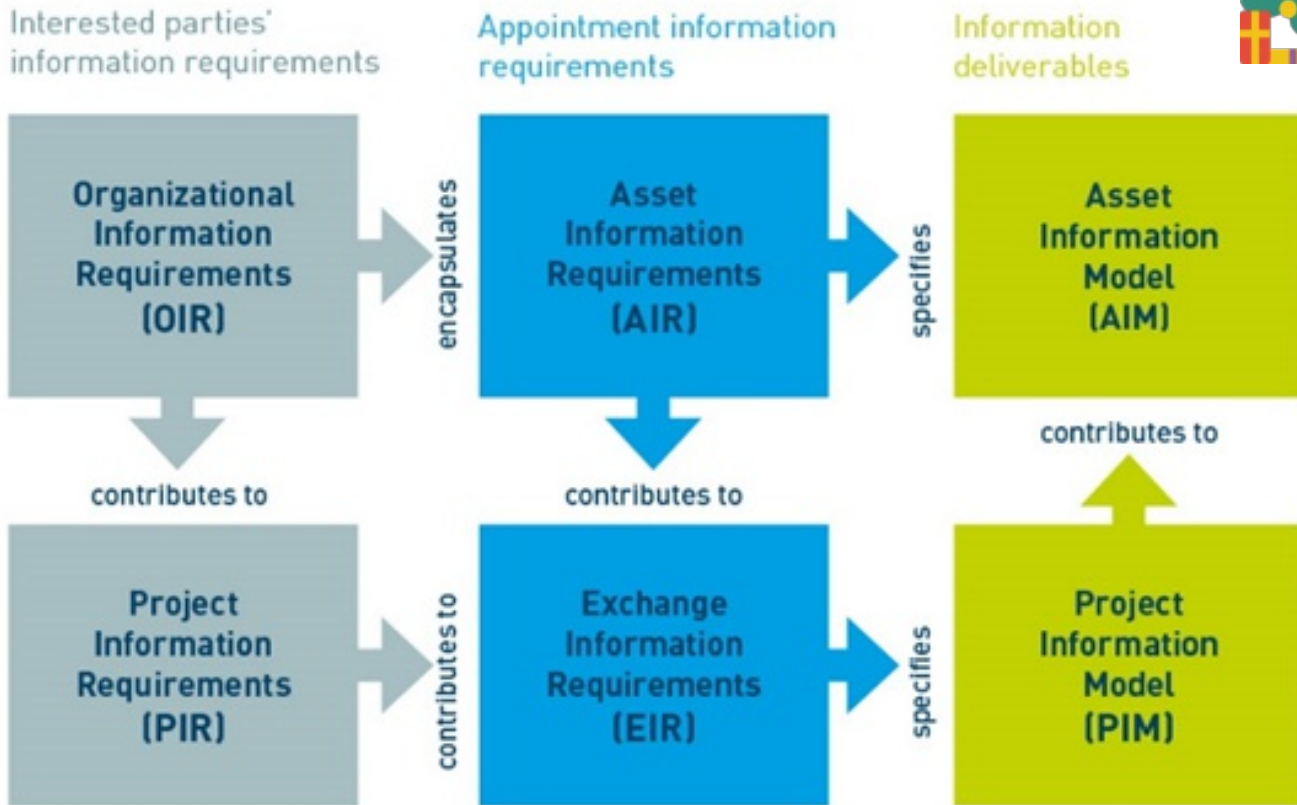 Interested parties'
information requirements
Appointment information
requirements
Information
deliverables
Organizational
Information
Requirements
(OIR)
encapsulates
Asset
Information
Requirements
(AIR)
specifies
Asset
Information
Model
(AIM)
contributes to
contributes to
contributes to
Project
Information
Requirements
(PIR)
contributes to
Exchange
Information
Requirements
(EIR)
specifies
Project
Information
Model
(PIM)